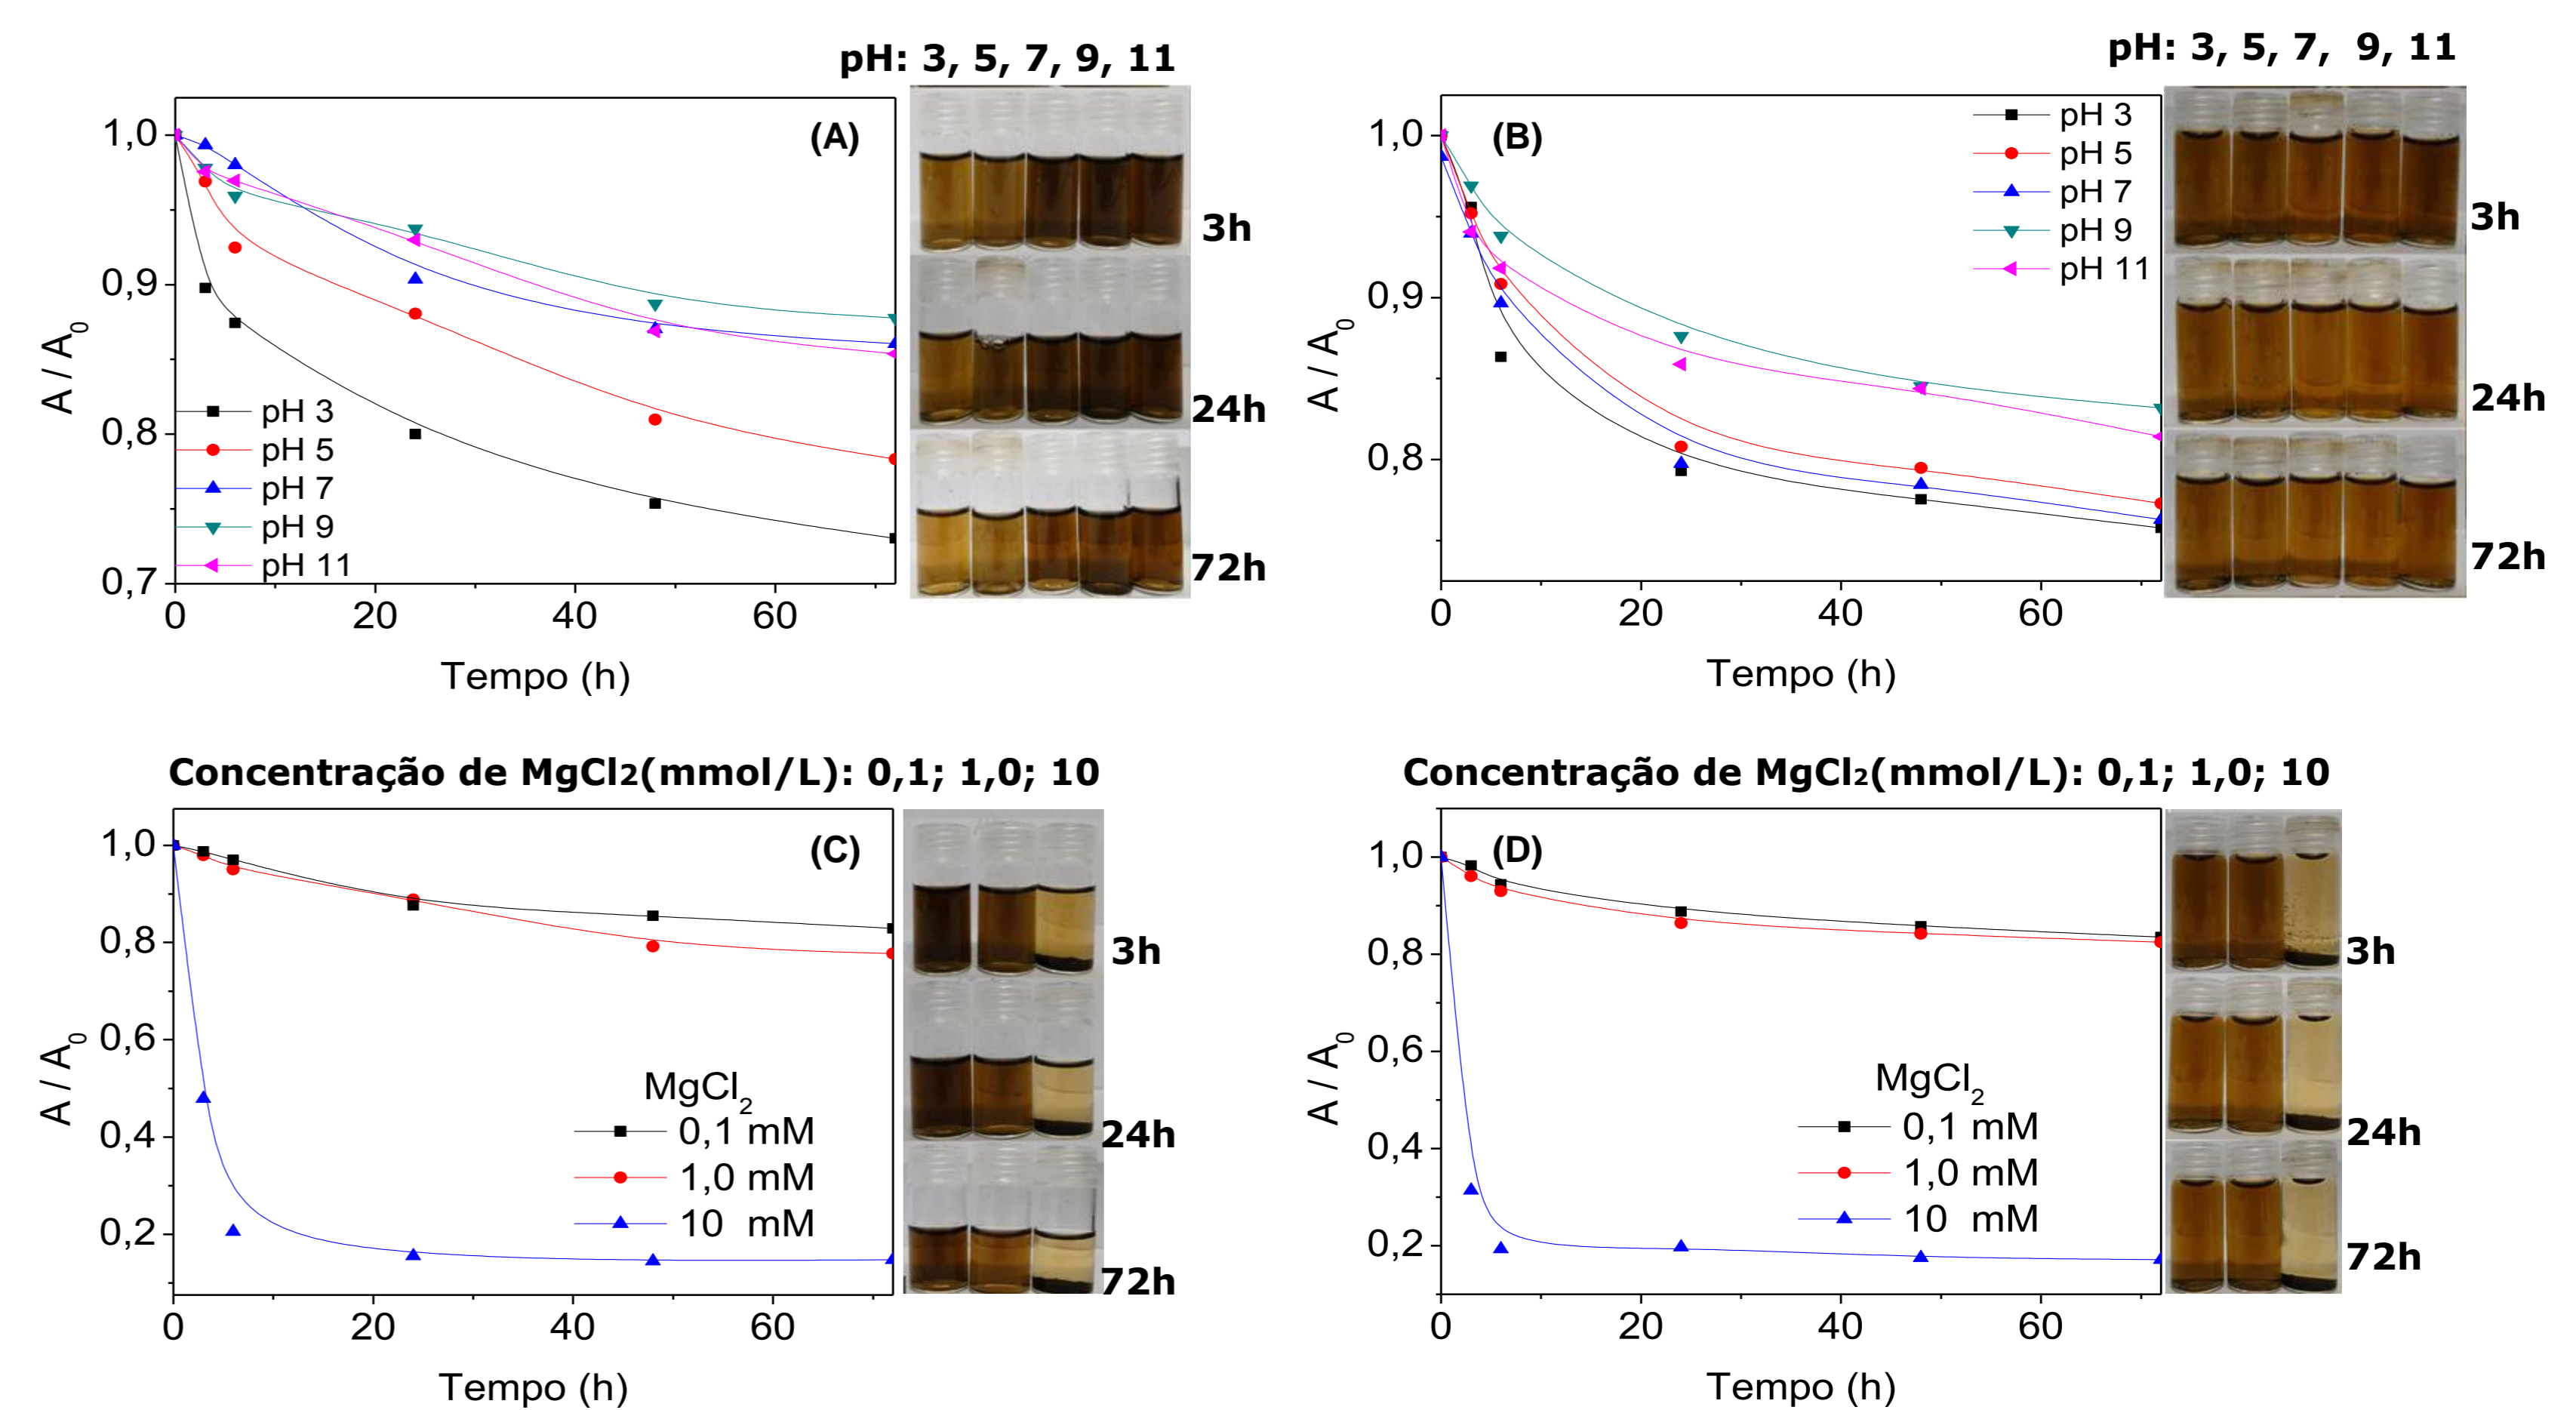 pH: 3, 5, 7, 9, 11
(A)
1,0
0,9
0,8
0,7
A / A0
pH 3
pH 5
pH 7
pH 9
pH 11
0
20
40
60
Tempo (h)
3h
24h
72h
pH: 3, 5, 7, 9, 11
(B)
1,0
0,9
0,8
A / A0
pH 3
pH 5
pH 7
pH 9
pH 11
0
20
40
60
Tempo (h)
3h
24h
72h
Concentração de MgCl2(mmol/L): 0,1; 1,0; 10
(C)
1,0
0,8
0,6
0,4
0,2
A / A0
MgCl2
0,1 mM
1,0 mM
10 mM
0
20
40
60
Tempo (h)
3h
24h
72h
Concentração de MgCl2(mmol/L): 0,1; 1,0; 10
(D)
1,0
0,8
0,6
0,4
0,2
A / A0
MgCl2
0,1 mM
1,0 mM
10 mM
0
20
40
60
Tempo (h)
3h
24h
72h